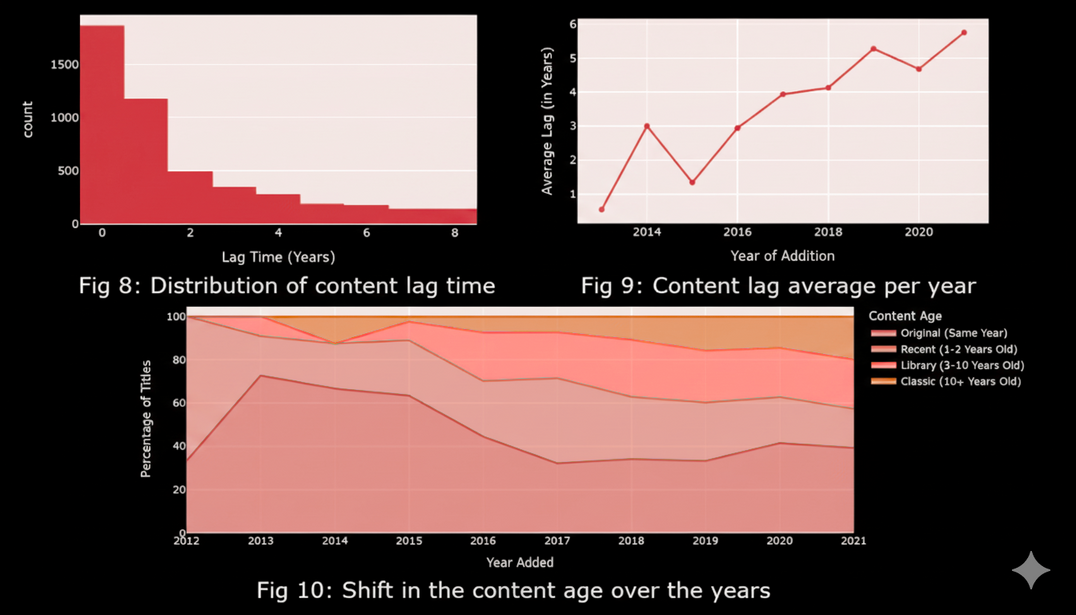 1500
1000
500
0
count
0 2 4 6 8
Lag Time (Years)
Fig 8: Distribution of content lag time
6
5
4
3
2
1
Average Lag (in Years)
2014 2016 2018 2020
Year of Addition
Fig 9: Content lag average per year
100
80
60
40
20
0
Percentage of Titles
2012 2013 2014 2015 2016 2017 2018 2019 2020 2021
Year Added
Content Age
Original (Same Year)
Recent (1-2 Years Old)
Library (3-10 Years Old)
Classic (10+ Years Old)
Fig 10: Shift in the content age over the years